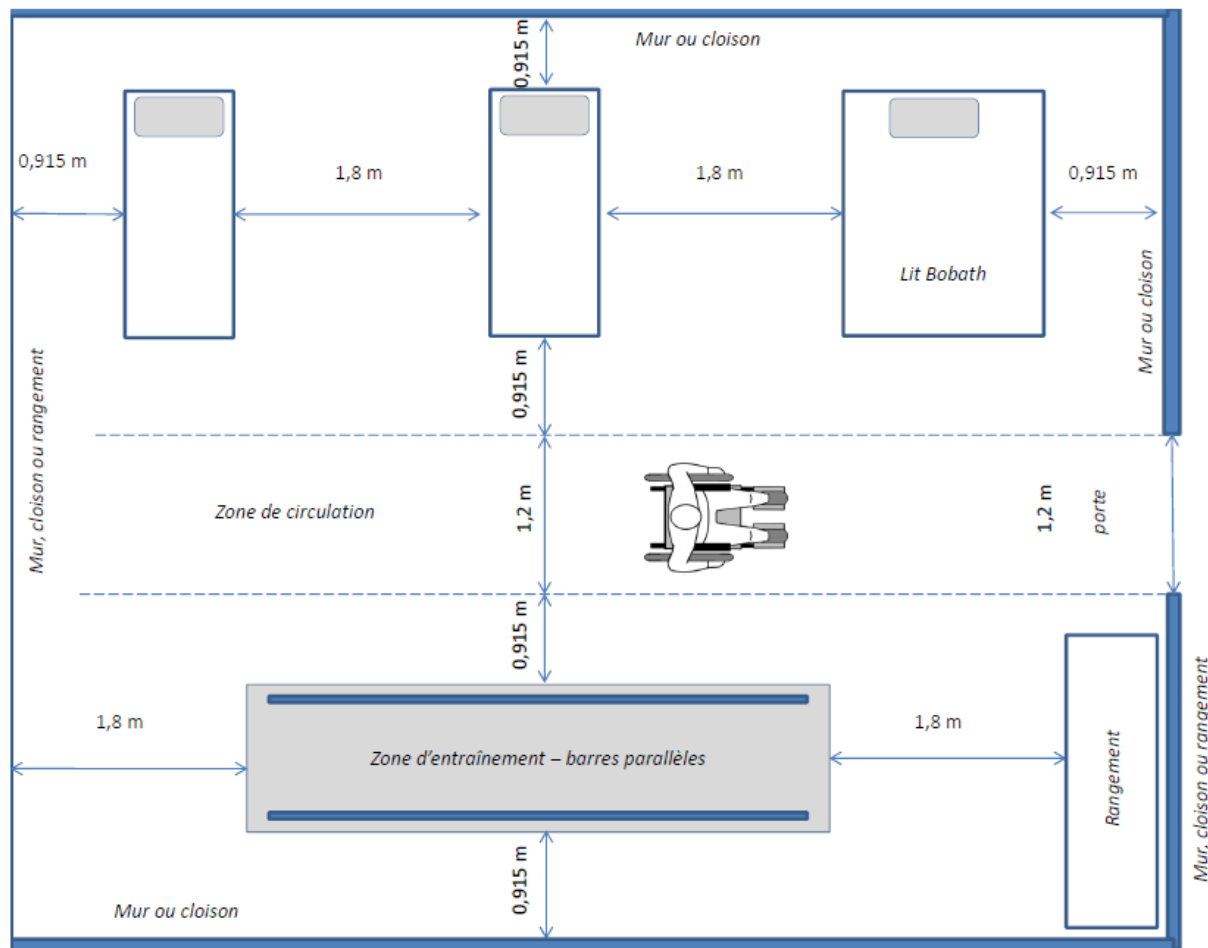 Mur ou cloison
0,915 m
0,915 m
1,8 m
1,8 m
0,915 m
Lit Bobath
Mur ou cloison
Mur, cloison ou rangement
0,915 m
Zone de circulation
1,2 m
1,2 m
porte
0,915 m
1,8 m
Zone d’entraînement – barres parallèles
1,8 m
Rangement
Mur, cloison ou rangement
0,915 m
Mur ou cloison